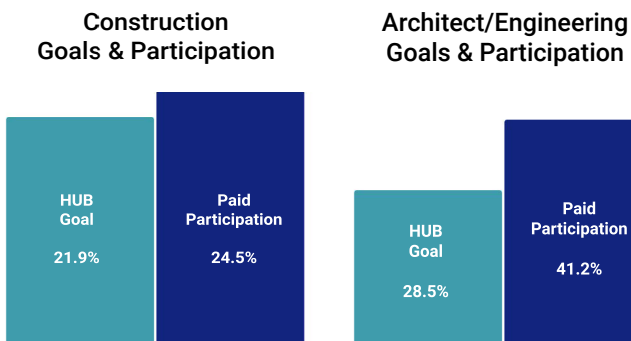 Construction
Goals & Participation
HUB
Goal
21.9%
Paid
Participation
24.5%
Architect/Engineering
Goals & Participation
HUB
Goal
28.5%
Paid
Participation
41.2%